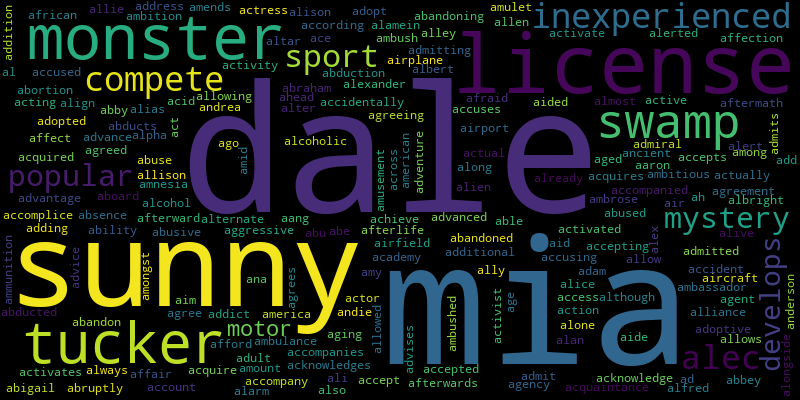 african allie address amends actress alison adopt amulet inexperienced
ambition according alamein abandoning allen
addition monster altar ace ambush alley activate alerted affection
sport admitting license
al accused compete activity airplane
abortion abduction albert
acting align acid allowing abraham ahead alexander afraid almost active aftermath
abby alias andrea alter accidentally accuses aided swamp
adopted abducts act dale agreeing airport admits
affect advance alpha ago alcoholic admiral alert
acquired agreed abuse amid amusement across american adventure actual aged ancient among
popular allison along aaron accepts add
amnesia alien already acquires ambitious actually
advantage aboard alcohol accompanied agreement
accomplice absence afterward alternate aang achieve advanced able ambrose air ah albright
adding ability abusive aggressive abu abe afterlife activated abused mystery
ammunition sunny airfield abandoned aid accepting alex admitted alive develops
advice amongst academy additional accusing allow accident
aim ana agrees amy ally mia adam aircraft ambassador
abducted agree addict america actor age alice access although agent anderson
abandon andie allowed ambushed activist action adoptive alliance
tucker motor afford aging alone allows
ambulance accompanies advises alan aide alec
activates always affair adult acknowledges accepted admit acknowledge ad abbey
abigail abruptly account acquire amount accompany ali accept afterwards agency acquaintance alfred alongside
alarm also